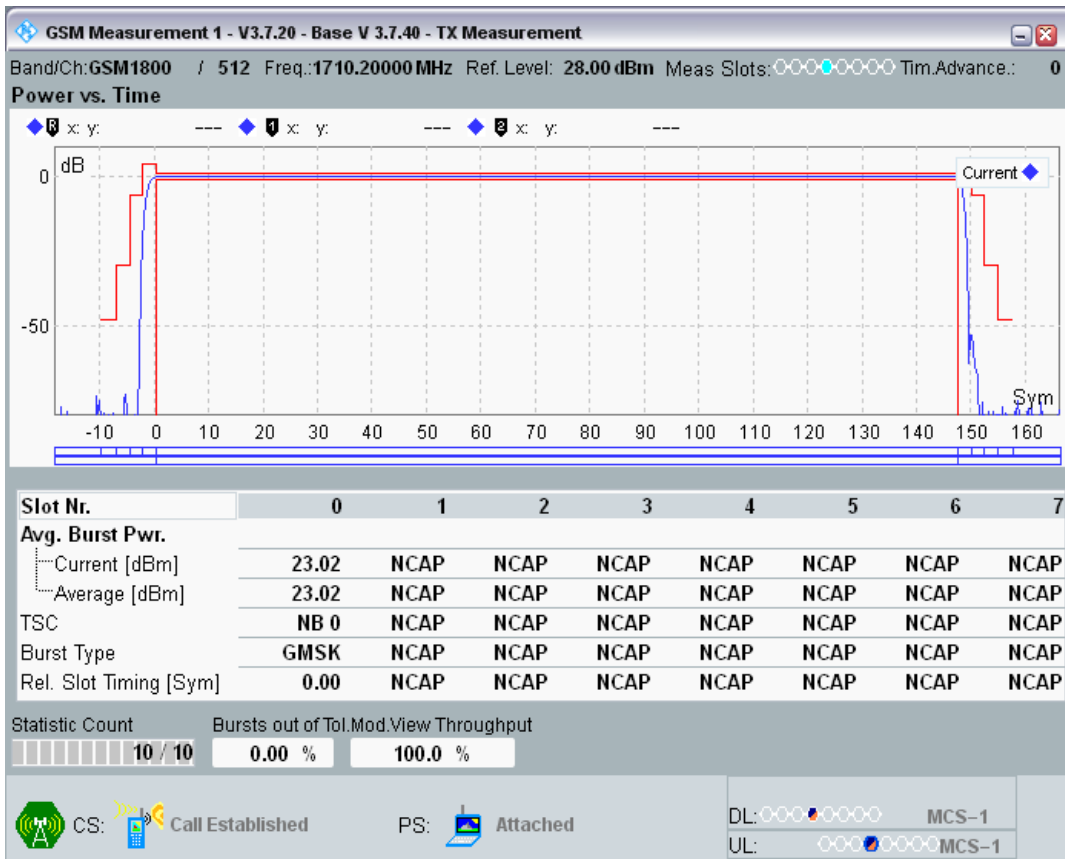 GSM Measurement 1 - V3.7.20 - Base V 3.7.40 - TX Measurement
Band/Ch:GSM1800 / 512 Freq.:1710.20000 MHz Ref. Level: 28.00 dBm Meas Slots: Tim.Advance.: 0
Power vs. Time
R x: y: --- 1 x: y: --- 2 x: y: ---
dB
Current
0
-50
Sym
-10 0 10 20 30 40 50 60 70 80 90 100 110 120 130 140 150 160
Slot Nr. 0 1 2 3 4 5 6 7
Avg. Burst Pwr.
Current [dBm] 23.02 NCAP NCAP NCAP NCAP NCAP NCAP NCAP
Average [dBm] 23.02 NCAP NCAP NCAP NCAP NCAP NCAP NCAP
TSC NB 0 NCAP NCAP NCAP NCAP NCAP NCAP NCAP
Burst Type GMSK NCAP NCAP NCAP NCAP NCAP NCAP NCAP
Rel. Slot Timing [Sym] 0.00 NCAP NCAP NCAP NCAP NCAP NCAP NCAP
Statistic Count Bursts out of Tol. Mod.View Throughput
10 / 10 0.00 % 100.0 %
CS: Call Established PS: Attached
DL: MCS-1
UL: MCS-1